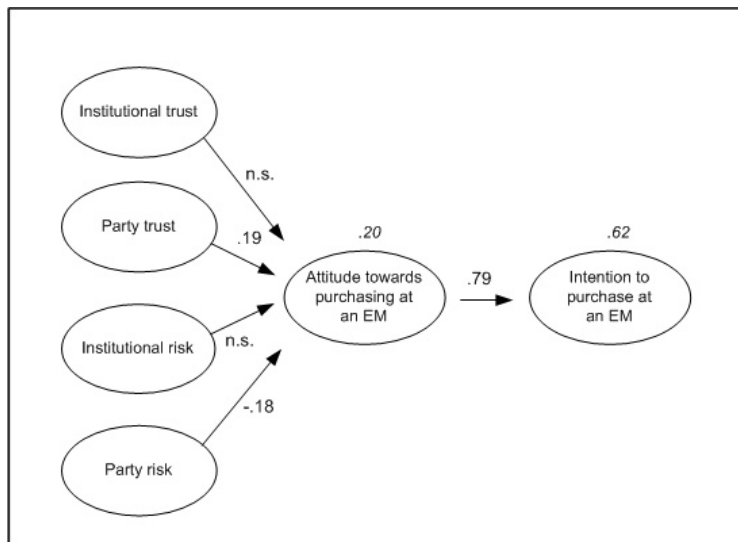 Institutional trust
n.s.
Party trust
.19
.20
.62
Attitude towards
purchasing at
an EM
.79
Intention to
purchase at
an EM
Institutional risk
n.s.
-.18
Party risk